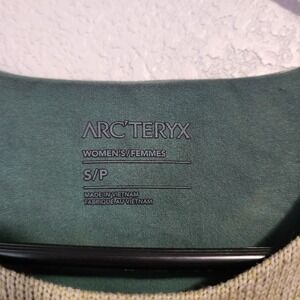 ARC'TERYX
WOMEN'S/FEMMES
S/P
MADE IN VIETNAM
FABRIQUÉ AU VIETNAM